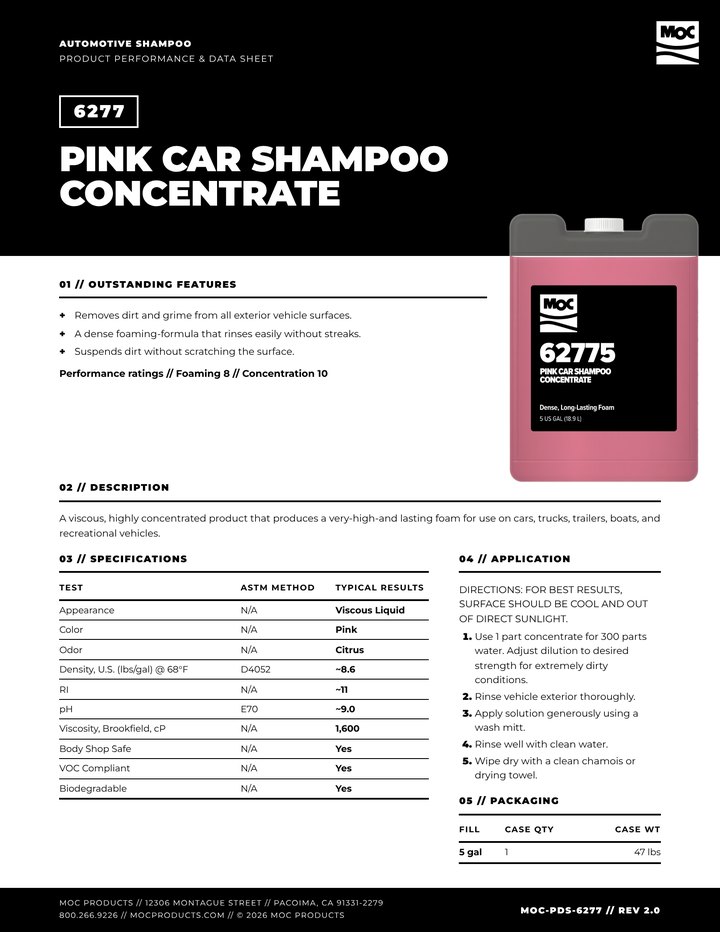 AUTOMOTIVE SHAMPOO
PRODUCT PERFORMANCE & DATA SHEET
MOC
6277
PINK CAR SHAMPOO
CONCENTRATE
01 // OUTSTANDING FEATURES
+ Removes dirt and grime from all exterior vehicle surfaces.
+ A dense foaming-formula that rinses easily without streaks.
+ Suspends dirt without scratching the surface.
Performance ratings // Foaming 8 // Concentration 10
MOC
62775
PINK CAR SHAMPOO
CONCENTRATE
Dense, Long-Lasting Foam
5 US GAL (18.9 L)
02 // DESCRIPTION
A viscous, highly concentrated product that produces a very-high-and lasting foam for use on cars, trucks, trailers, boats, and
recreational vehicles.
03 // SPECIFICATIONS
TEST ASTM METHOD TYPICAL RESULTS
Appearance N/A Viscous Liquid
Color N/A Pink
Odor N/A Citrus
Density, U.S. (lbs/gal) @ 68°F D4052 ~8.6
RI N/A ~11
pH E70 ~9.0
Viscosity, Brookfield, cP N/A 1,600
Body Shop Safe N/A Yes
VOC Compliant N/A Yes
Biodegradable N/A Yes
04 // APPLICATION
DIRECTIONS: FOR BEST RESULTS,
SURFACE SHOULD BE COOL AND OUT
OF DIRECT SUNLIGHT.
1. Use 1 part concentrate for 300 parts
water. Adjust dilution to desired
strength for extremely dirty
conditions.
2. Rinse vehicle exterior thoroughly.
3. Apply solution generously using a
wash mitt.
4. Rinse well with clean water.
5. Wipe dry with a clean chamois or
drying towel.
05 // PACKAGING
FILL CASE QTY CASE WT
5 gal 1 47 lbs
MOC PRODUCTS // 12306 MONTAGUE STREET // PACOIMA, CA 91331-2279
800.266.9226 // MOCPRODUCTS.COM // © 2026 MOC PRODUCTS
MOC-PDS-6277 // REV 2.0